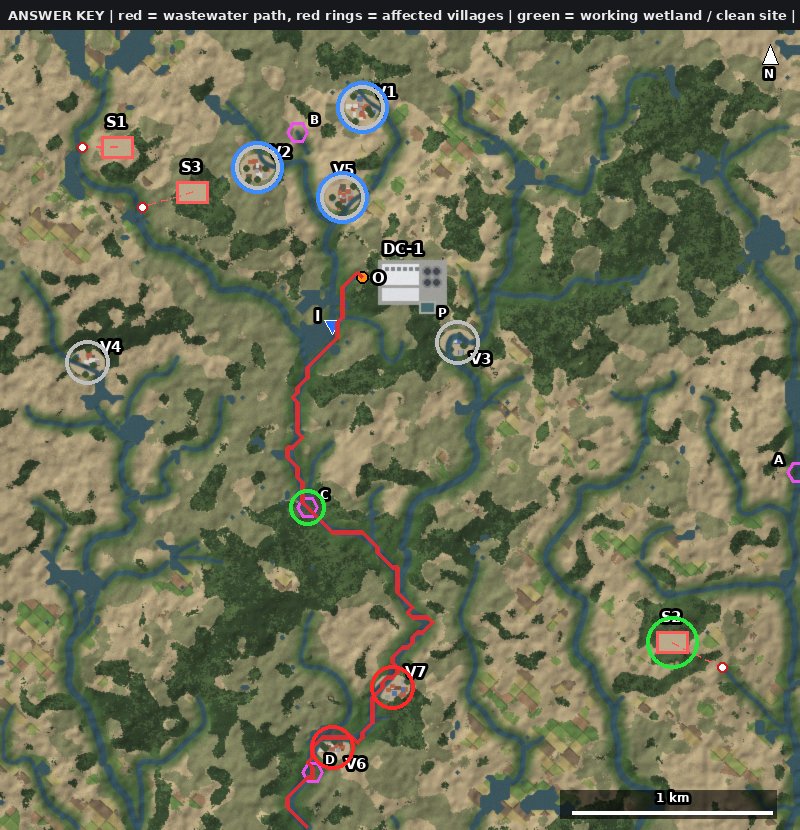 ANSWER KEY | red = wastewater path, red rings = affected villages | green = working wetland / clean site |
N
S1
B
V1
V2
S3
V5
DC-1
O
I
P
V4
V3
A
C
S2
V7
D
V6
1 km